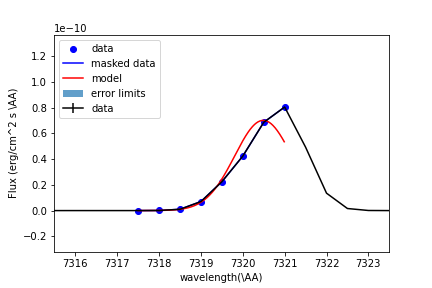 1e−10
data
masked data
model
error limits
data
1.2
1.0
0.8
0.6
0.4
0.2
0.0
−0.2
Flux (erg/cm^2 s \AA)
7316 7317 7318 7319 7320 7321 7322 7323
wavelength(\AA)